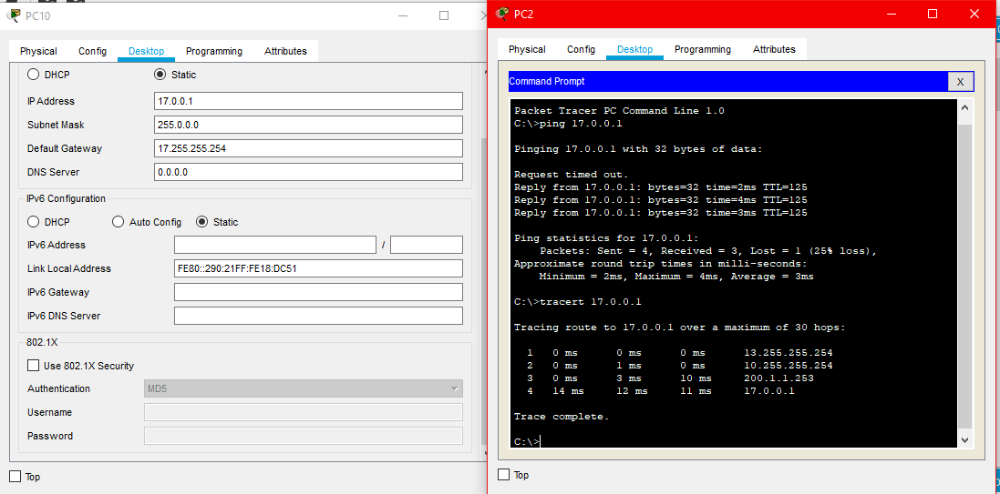 PC10
Physical Config Desktop Programming Attributes
DHCP Static
IP Address 17.0.0.1
Subnet Mask 255.0.0.0
Default Gateway 17.255.255.254
DNS Server 0.0.0.0
IPv6 Configuration
DHCP Auto Config Static
IPv6 Address /
Link Local Address FE80::290:21FF:FE18:DC51
IPv6 Gateway
IPv6 DNS Server
802.1X
Use 802.1X Security
Authentication MD5
Username
Password
Top
PC2
Physical Config Desktop Programming Attributes
Command Prompt X
Packet Tracer PC Command Line 1.0
C:\>ping 17.0.0.1
Pinging 17.0.0.1 with 32 bytes of data:
Request timed out.
Reply from 17.0.0.1: bytes=32 time=2ms TTL=125
Reply from 17.0.0.1: bytes=32 time=4ms TTL=125
Reply from 17.0.0.1: bytes=32 time=3ms TTL=125
Ping statistics for 17.0.0.1:
Packets: Sent = 4, Received = 3, Lost = 1 (25% loss),
Approximate round trip times in milli-seconds:
Minimum = 2ms, Maximum = 4ms, Average = 3ms
C:\>tracert 17.0.0.1
Tracing route to 17.0.0.1 over a maximum of 30 hops:
1 0 ms 0 ms 0 ms 13.255.255.254
2 0 ms 1 ms 0 ms 10.255.255.254
3 0 ms 3 ms 10 ms 200.1.1.253
4 14 ms 12 ms 11 ms 17.0.0.1
Trace complete.
C:\>
Top